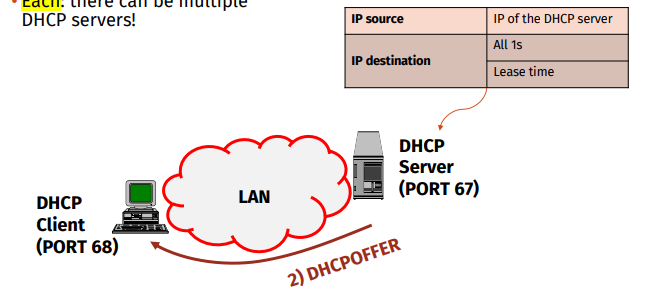 • Each: there can be multiple
DHCP servers!
IP source
IP of the DHCP server
IP destination
All 1s
Lease time
DHCP
Server
(PORT 67)
LAN
DHCP
Client
(PORT 68)
2) DHCPOFFER